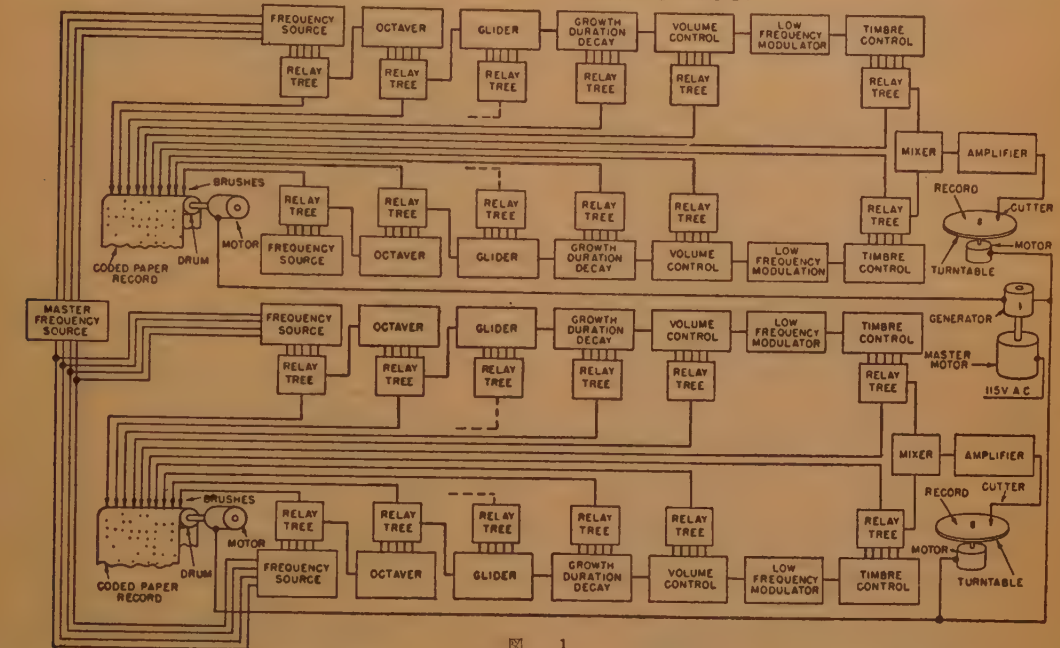 FREQUENCY
SOURCE
OCTAVER
GLIDER
GROWTH
DURATION
DECAY
VOLUME
CONTROL
LOW
FREQUENCY
MODULATOR
TIMBRE
CONTROL
RELAY
TREE
RELAY
TREE
RELAY
TREE
RELAY
TREE
RELAY
TREE
RELAY
TREE
MIXER
AMPLIFIER
BRUSHES
MOTOR
DRUM
CODED PAPER
RECORD
RELAY
TREE
RELAY
TREE
RELAY
TREE
RELAY
TREE
RELAY
TREE
RELAY
TREE
FREQUENCY
SOURCE
OCTAVER
GLIDER
GROWTH
DURATION
DECAY
VOLUME
CONTROL
LOW
FREQUENCY
MODULATION
TIMBRE
CONTROL
RECORD
CUTTER
MOTOR
TURNTABLE
GENERATOR
MASTER
MOTOR
115V A C
MASTER
FREQUENCY
SOURCE
FREQUENCY
SOURCE
OCTAVER
GLIDER
GROWTH
DURATION
DECAY
VOLUME
CONTROL
LOW
FREQUENCY
MODULATOR
TIMBRE
CONTROL
RELAY
TREE
RELAY
TREE
RELAY
TREE
RELAY
TREE
RELAY
TREE
RELAY
TREE
MIXER
AMPLIFIER
BRUSHES
MOTOR
DRUM
CODED PAPER
RECORD
RELAY
TREE
RELAY
TREE
RELAY
TREE
RELAY
TREE
RELAY
TREE
RELAY
TREE
FREQUENCY
SOURCE
OCTAVER
GLIDER
GROWTH
DURATION
DECAY
VOLUME
CONTROL
LOW
FREQUENCY
MODULATOR
TIMBRE
CONTROL
RECORD
CUTTER
MOTOR
TURNTABLE
図 1